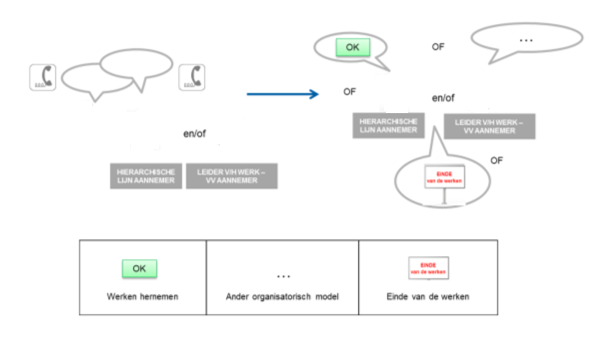 OK
OF
...
OF
en/of
HIERARCHISCHE
LIJN AANNEMER
LEIDER V/H WERK –
VV AANNEMER
en/of
HIERARCHISCHE
LIJN AANNEMER
LEIDER V/H WERK –
VV AANNEMER
OF
EINDE
van de werken
OK
Werken hernemen
...
Ander organisatorisch model
EINDE
van de werken
Einde van de werken